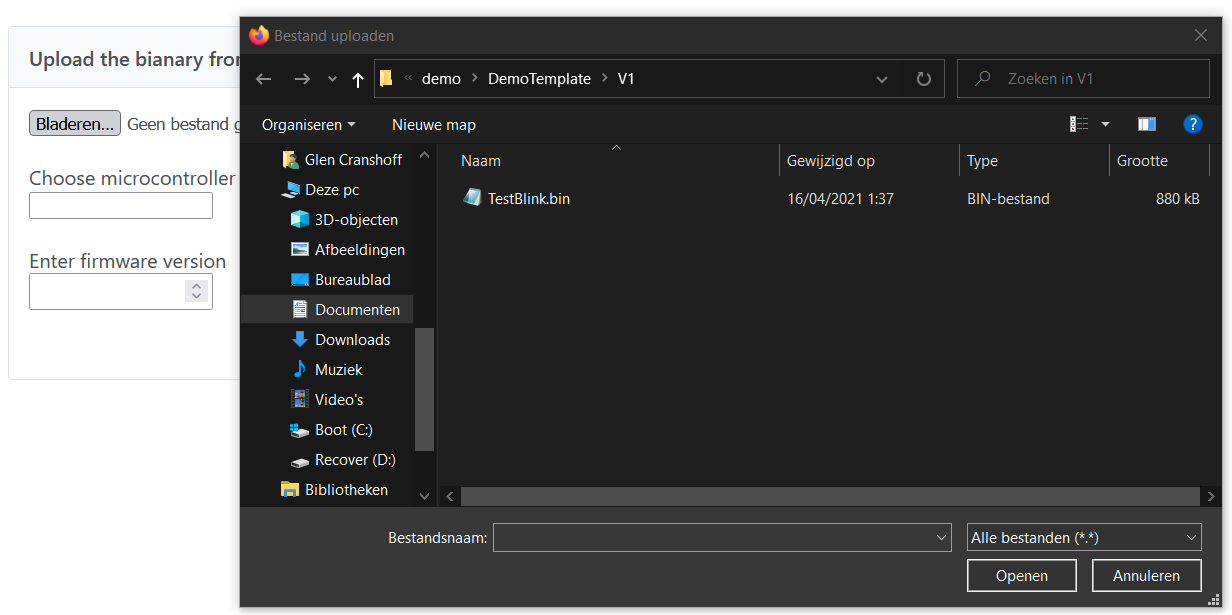 Bestand uploaden
Upload the bianary fro
demo > DemoTemplate > V1
Zoeken in V1
Bladeren... Geen bestand g
Organiseren Nieuwe map
Naam Gewijzigd op Type Grootte
TestBlink.bin 16/04/2021 1:37 BIN-bestand 880 kB
Choose microcontroller
Enter firmware version
Glen Cranshoff
Deze pc
3D-objecten
Afbeeldingen
Bureaublad
Documenten
Downloads
Muziek
Video's
Boot (C:)
Recover (D:)
Bibliotheken
Bestandsnaam: Alle bestanden (*.*)
Openen Annuleren